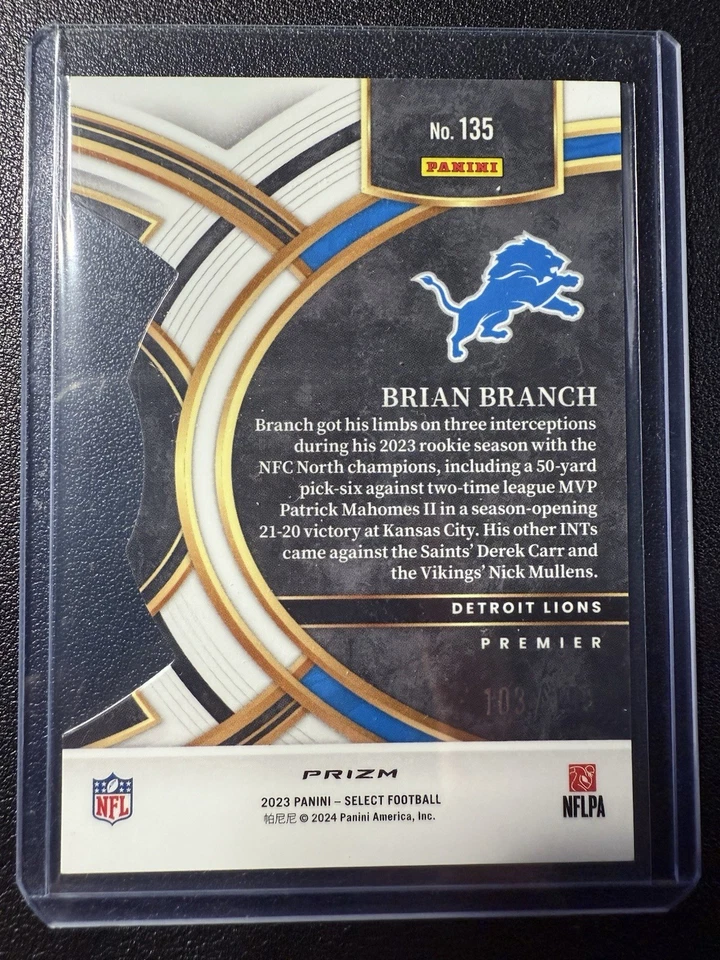 No. 135
PANINI
BRIAN BRANCH
Branch got his limbs on three interceptions
during his 2023 rookie season with the
NFC North champions, including a 50-yard
pick-six against two-time league MVP
Patrick Mahomes II in a season-opening
21-20 victory at Kansas City. His other INTs
came against the Saints' Derek Carr and
the Vikings' Nick Mullens.
DETROIT LIONS
PREMIER
103/
PRIZM
NFL
2023 PANINI – SELECT FOOTBALL
帕尼尼 © 2024 Panini America, Inc.
NFLPA